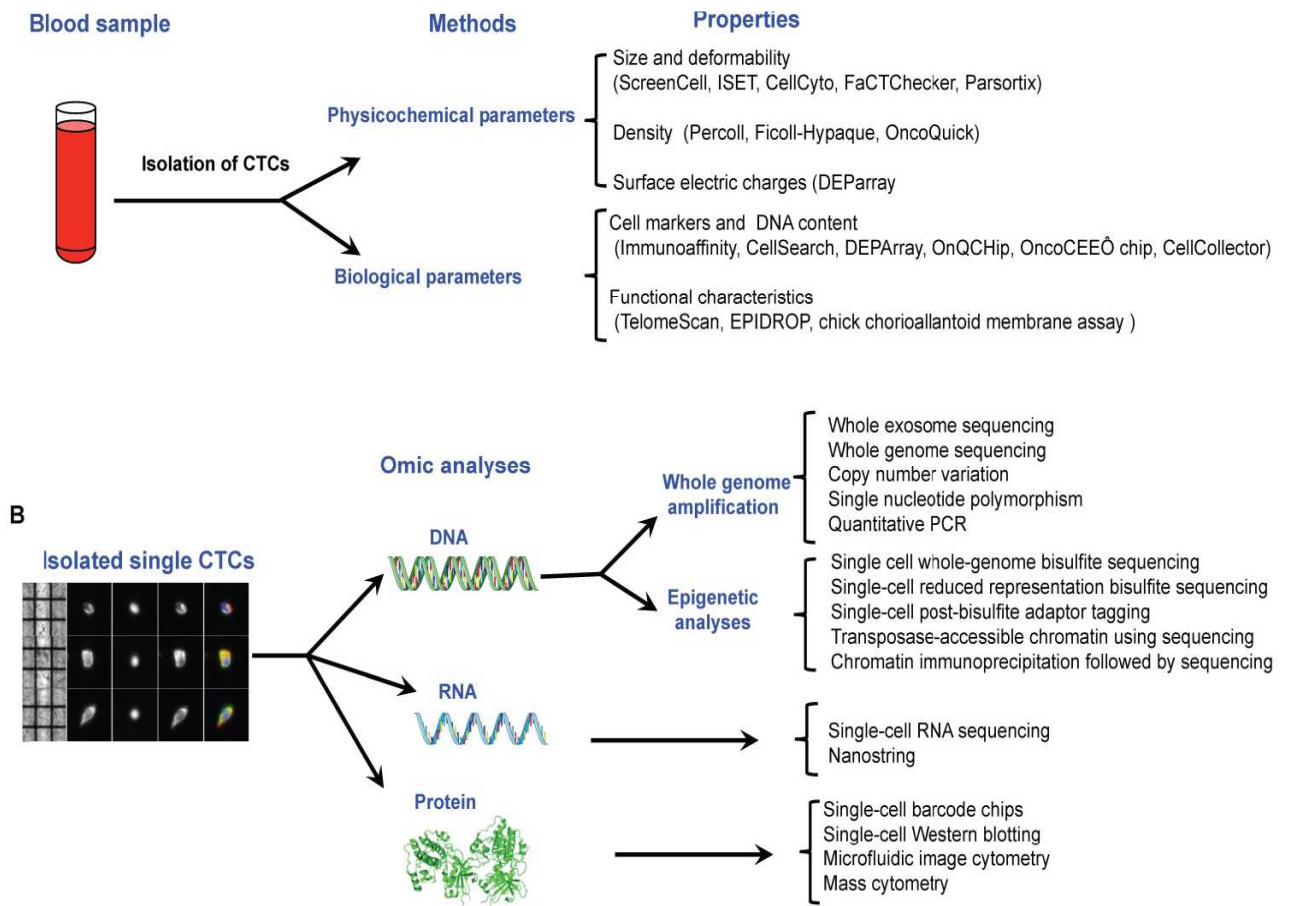 Blood sample
Methods
Properties
Isolation of CTCs
Physicochemical parameters
Size and deformability
(ScreenCell, ISET, CellCyto, FaCTChecker, Parsortix)
Density (Percoll, Ficoll-Hypaque, OncoQuick)
Surface electric charges (DEParray
Biological parameters
Cell markers and DNA content
(Immunoaffinity, CellSearch, DEPArray, OnQCHip, OncoCEEÔ chip, CellCollector)
Functional characteristics
(TelomeScan, EPIDROP, chick chorioallantoid membrane assay )
B
Isolated single CTCs
Omic analyses
DNA
Whole genome
amplification
Whole exosome sequencing
Whole genome sequencing
Copy number variation
Single nucleotide polymorphism
Quantitative PCR
Epigenetic
analyses
Single cell whole-genome bisulfite sequencing
Single-cell reduced representation bisulfite sequencing
Single-cell post-bisulfite adaptor tagging
Transposase-accessible chromatin using sequencing
Chromatin immunoprecipitation followed by sequencing
RNA
Single-cell RNA sequencing
Nanostring
Protein
Single-cell barcode chips
Single-cell Western blotting
Microfluidic image cytometry
Mass cytometry